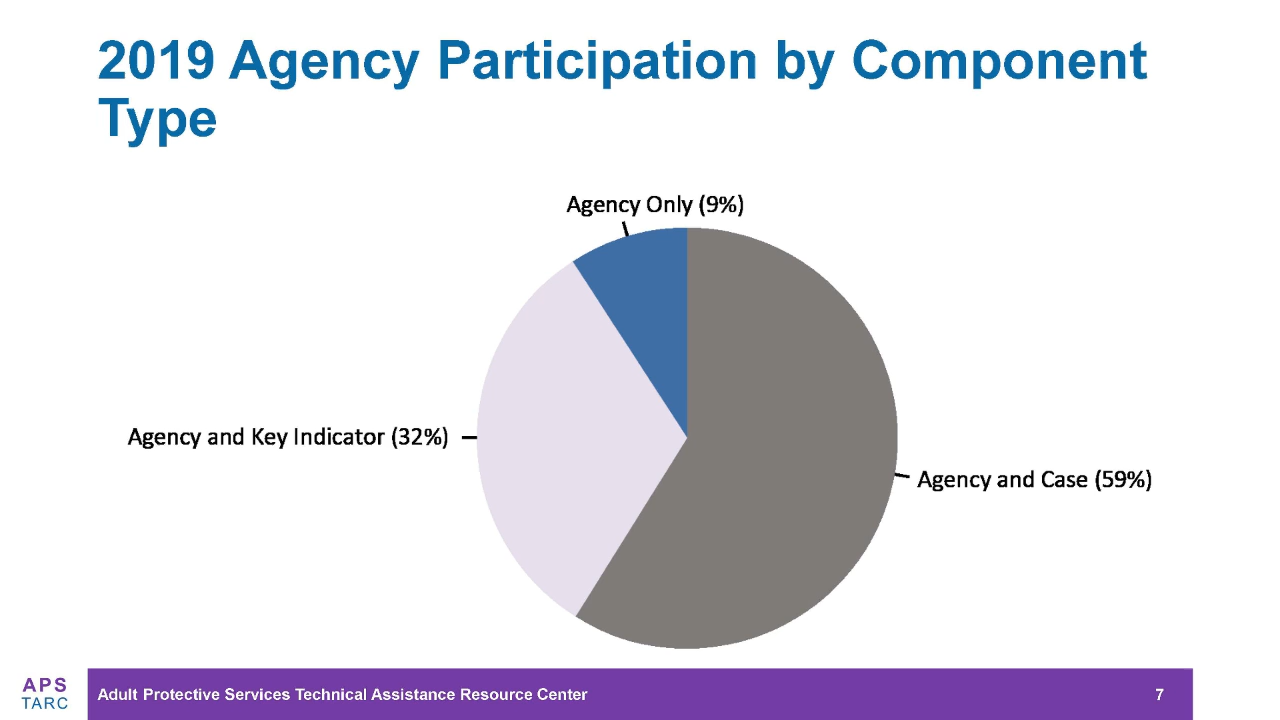 2019 Agency Participation by Component
Type
Agency Only (9%)
Agency and Key Indicator (32%)
Agency and Case (59%)
APS
TARC
Adult Protective Services Technical Assistance Resource Center
7